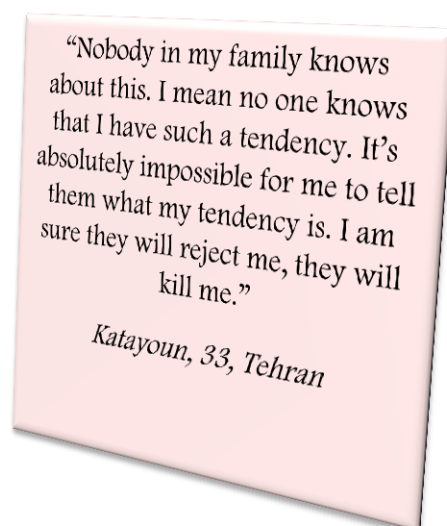 “Nobody in my family knows
about this. I mean no one knows
that I have such a tendency. It’s
absolutely impossible for me to tell
them what my tendency is. I am
sure they will reject me, they will
kill me.”
Katayoun, 33, Tehran